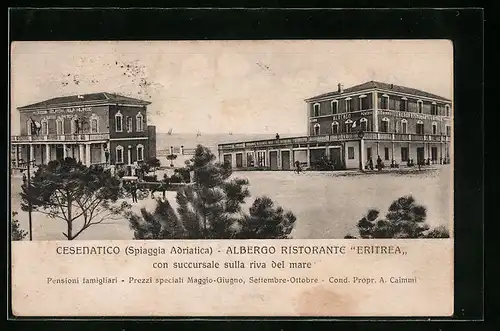 ALBERGO
CESENATICO (Spiaggia Adriatica) - ALBERGO RISTORANTE "ERITREA„
con succursale sulla riva del mare
Pensioni famigliari - Prezzi speciali Maggio-Giugno, Settembre-Ottobre - Cond. Propr. A. Caimmi